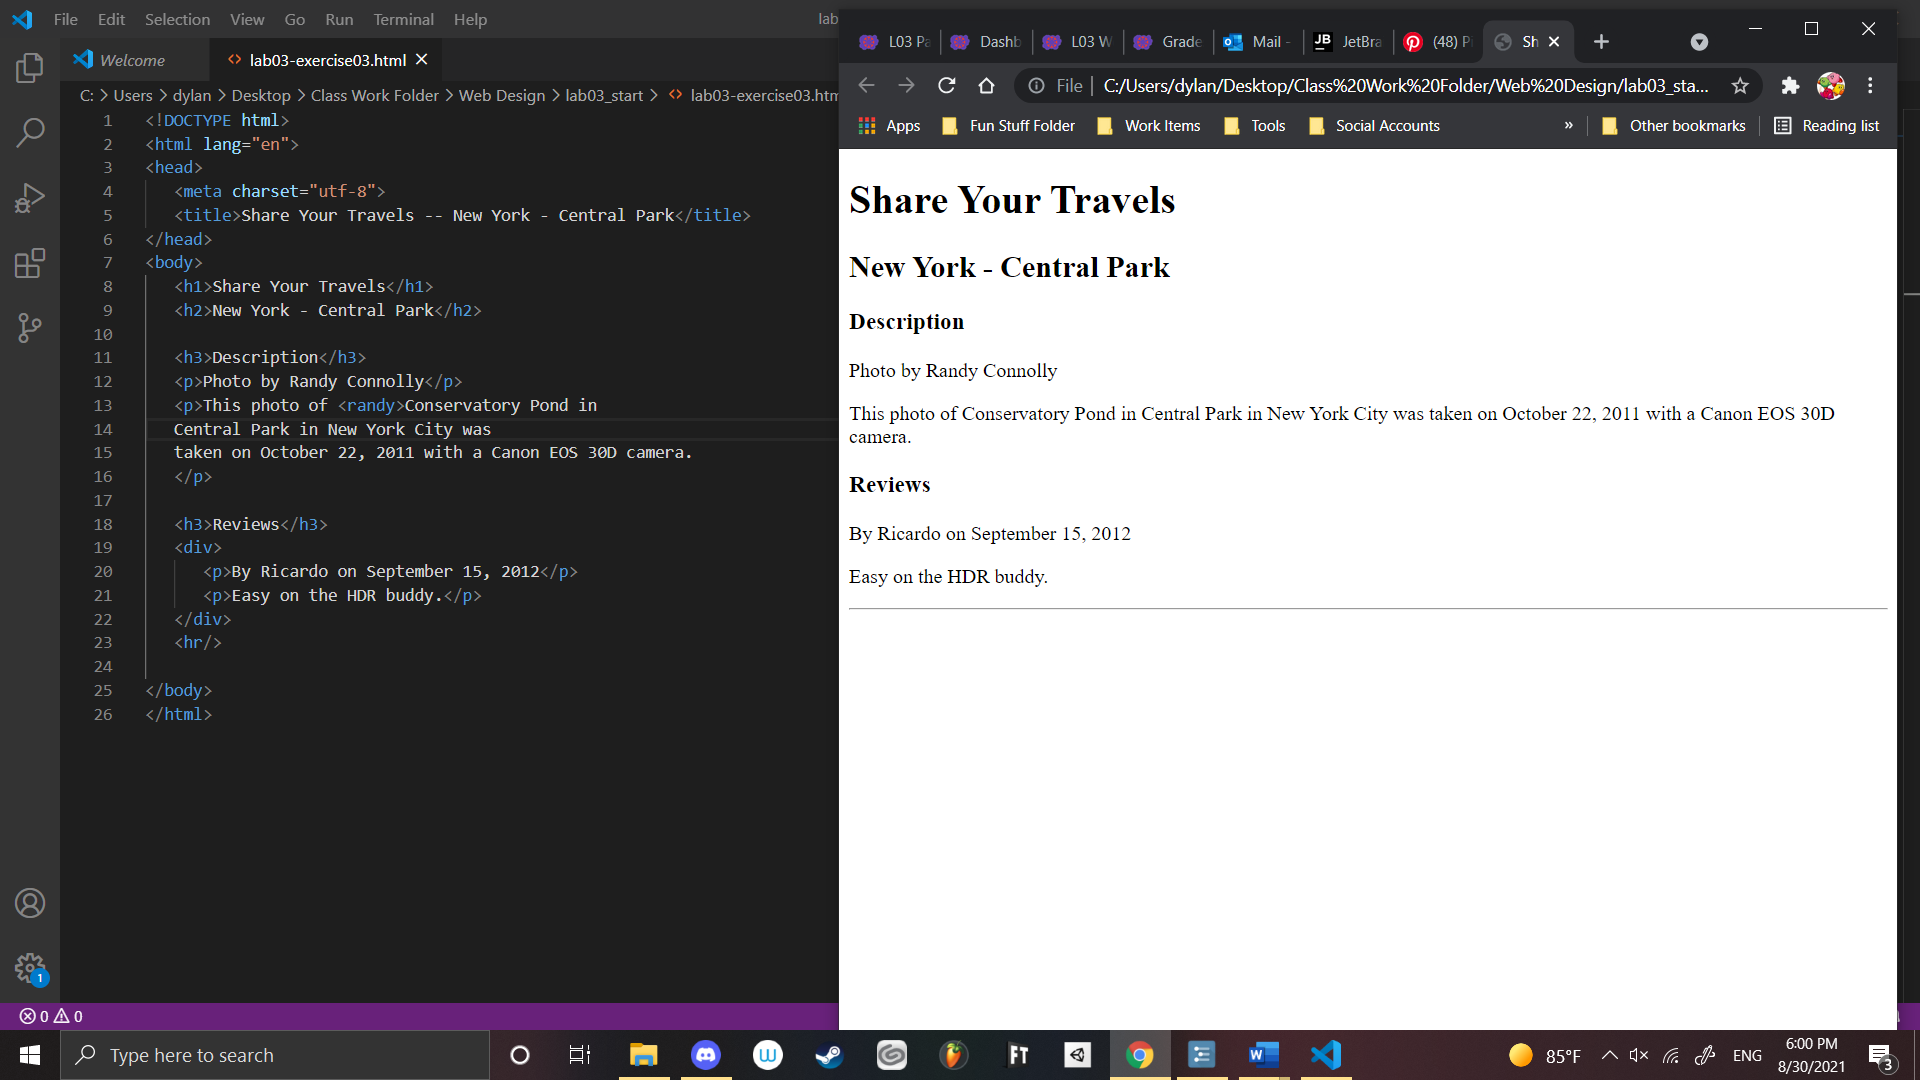 File Edit Selection View Go Run Terminal Help lab
Welcome lab03-exercise03.html
C: > Users > dylan > Desktop > Class Work Folder > Web Design > lab03_start > lab03-exercise03.htm
1 <!DOCTYPE html>
2 <html lang="en">
3 <head>
4 <meta charset="utf-8">
5 <title>Share Your Travels -- New York - Central Park</title>
6 </head>
7 <body>
8 <h1>Share Your Travels</h1>
9 <h2>New York - Central Park</h2>
10
11 <h3>Description</h3>
12 <p>Photo by Randy Connolly</p>
13 <p>This photo of <randy>Conservatory Pond in
14 Central Park in New York City was
15 taken on October 22, 2011 with a Canon EOS 30D camera.
16 </p>
17
18 <h3>Reviews</h3>
19 <div>
20 <p>By Ricardo on September 15, 2012</p>
21 <p>Easy on the HDR buddy.</p>
22 </div>
23 <hr/>
24
25 </body>
26 </html>
1
0 0
L03 Pa Dashb L03 W Grade Mail - JB JetBra (48) Pi Sh
File C:/Users/dylan/Desktop/Class%20Work%20Folder/Web%20Design/lab03_sta...
Apps Fun Stuff Folder Work Items Tools Social Accounts » Other bookmarks Reading list
Share Your Travels
New York - Central Park
Description
Photo by Randy Connolly
This photo of Conservatory Pond in Central Park in New York City was taken on October 22, 2011 with a Canon EOS 30D
camera.
Reviews
By Ricardo on September 15, 2012
Easy on the HDR buddy.
Type here to search
FT
85°F ENG
6:00 PM
8/30/2021
3